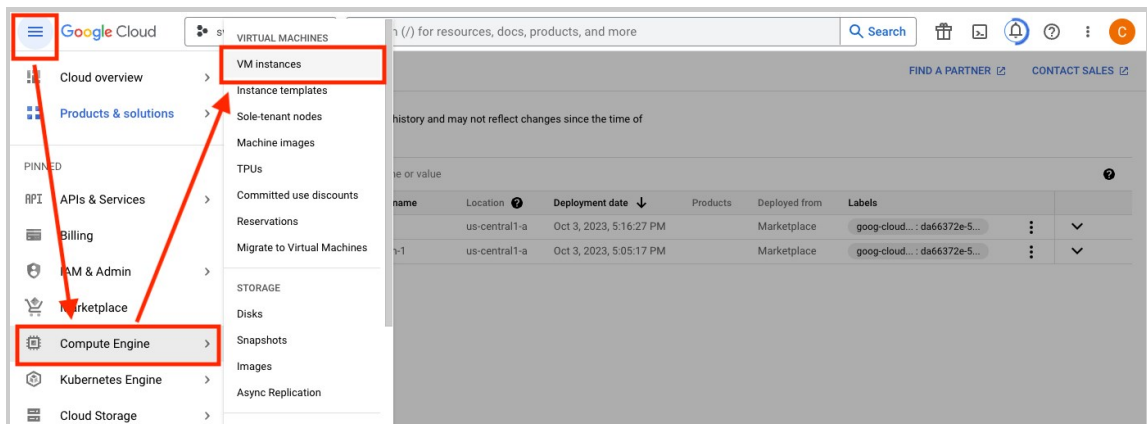 Google Cloud
n (/) for resources, docs, products, and more
Search
C
Cloud overview
Products & solutions
PINNED
API APIs & Services
Billing
IAM & Admin
Marketplace
Compute Engine
Kubernetes Engine
Cloud Storage
VIRTUAL MACHINES
VM instances
Instance templates
Sole-tenant nodes
Machine images
TPUs
Committed use discounts
Reservations
Migrate to Virtual Machines
STORAGE
Disks
Snapshots
Images
Async Replication
FIND A PARTNER
CONTACT SALES
history and may not reflect changes since the time of
or value
name Location Deployment date Products Deployed from Labels
us-central1-a Oct 3, 2023, 5:16:27 PM Marketplace goog-cloud... : da66372e-5...
-1 us-central1-a Oct 3, 2023, 5:05:17 PM Marketplace goog-cloud... : da66372e-5...